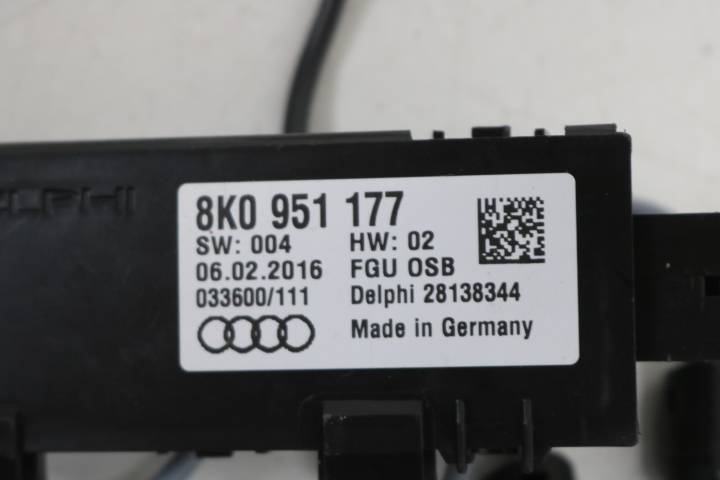 DELPHI
8K0 951 177
SW: 004 HW: 02
06.02.2016 FGU OSB
033600/111 Delphi 28138344
Made in Germany